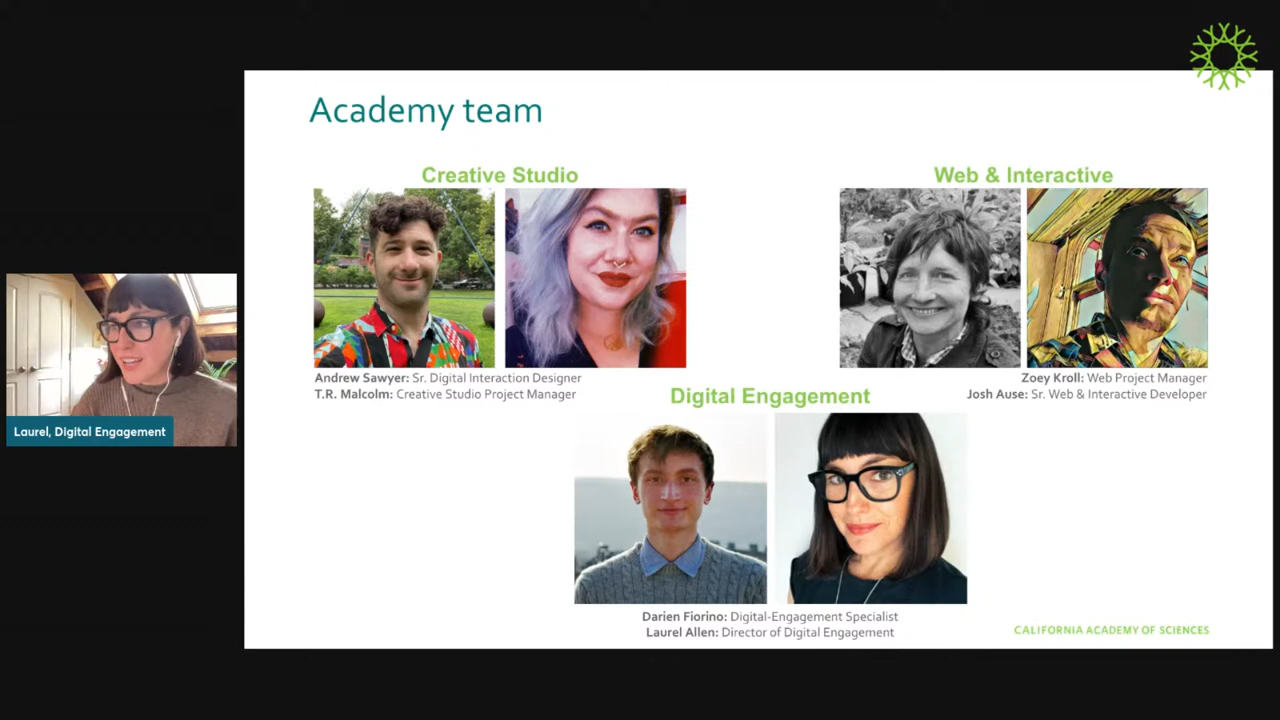 Academy team
Creative Studio
Web & Interactive
Andrew Sawyer: Sr. Digital Interaction Designer
T.R. Malcolm: Creative Studio Project Manager
Zoey Kroll: Web Project Manager
Josh Ause: Sr. Web & Interactive Developer
Digital Engagement
Laurel, Digital Engagement
Darien Fiorino: Digital-Engagement Specialist
Laurel Allen: Director of Digital Engagement
CALIFORNIA ACADEMY OF SCIENCES